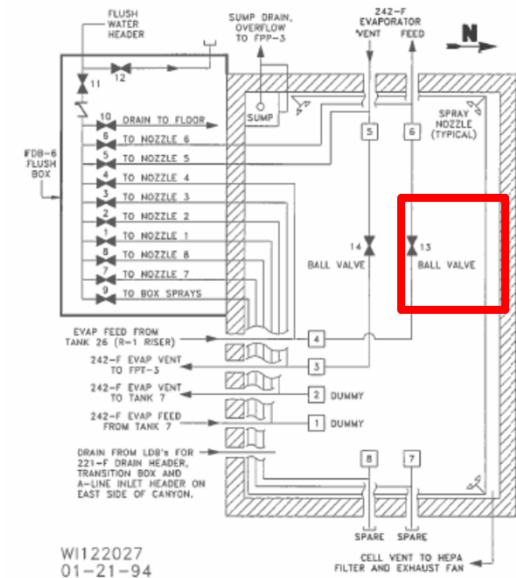 FLUSH
WATER
HEADER
SUMP DRAIN,
OVERFLOW
TO FPP-3
242-F
EVAPORATOR
VENT FEED
N
12
11
SUMP
SPRAY
NOZZLE
(TYPICAL)
10 DRAIN TO FLOOR
6 TO NOZZLE 6
5 TO NOZZLE 5
4 TO NOZZLE 4
3 TO NOZZLE 3
2 TO NOZZLE 2
1 TO NOZZLE 1
8 TO NOZZLE 8
7 TO NOZZLE 7
9 TO BOX SPRAYS
FDB-6
FLUSH
BOX
5
6
14
BALL VALVE
13
BALL VALVE
EVAP FEED FROM
TANK 26 (R-1 RISER)
4
242-F EVAP VENT
TO FPT-3
3
242-F EVAP VENT
TO TANK 7
2 DUMMY
242-F EVAP FEED
FROM TANK 7
1 DUMMY
DRAIN FROM LDB's FOR
221-F DRAIN HEADER,
TRANSITION BOX AND
A-LINE INLET HEADER ON
EAST SIDE OF CANYON.
8
7
SPARE SPARE
CELL VENT TO HEPA
FILTER AND EXHAUST FAN
WI122027
01-21-94